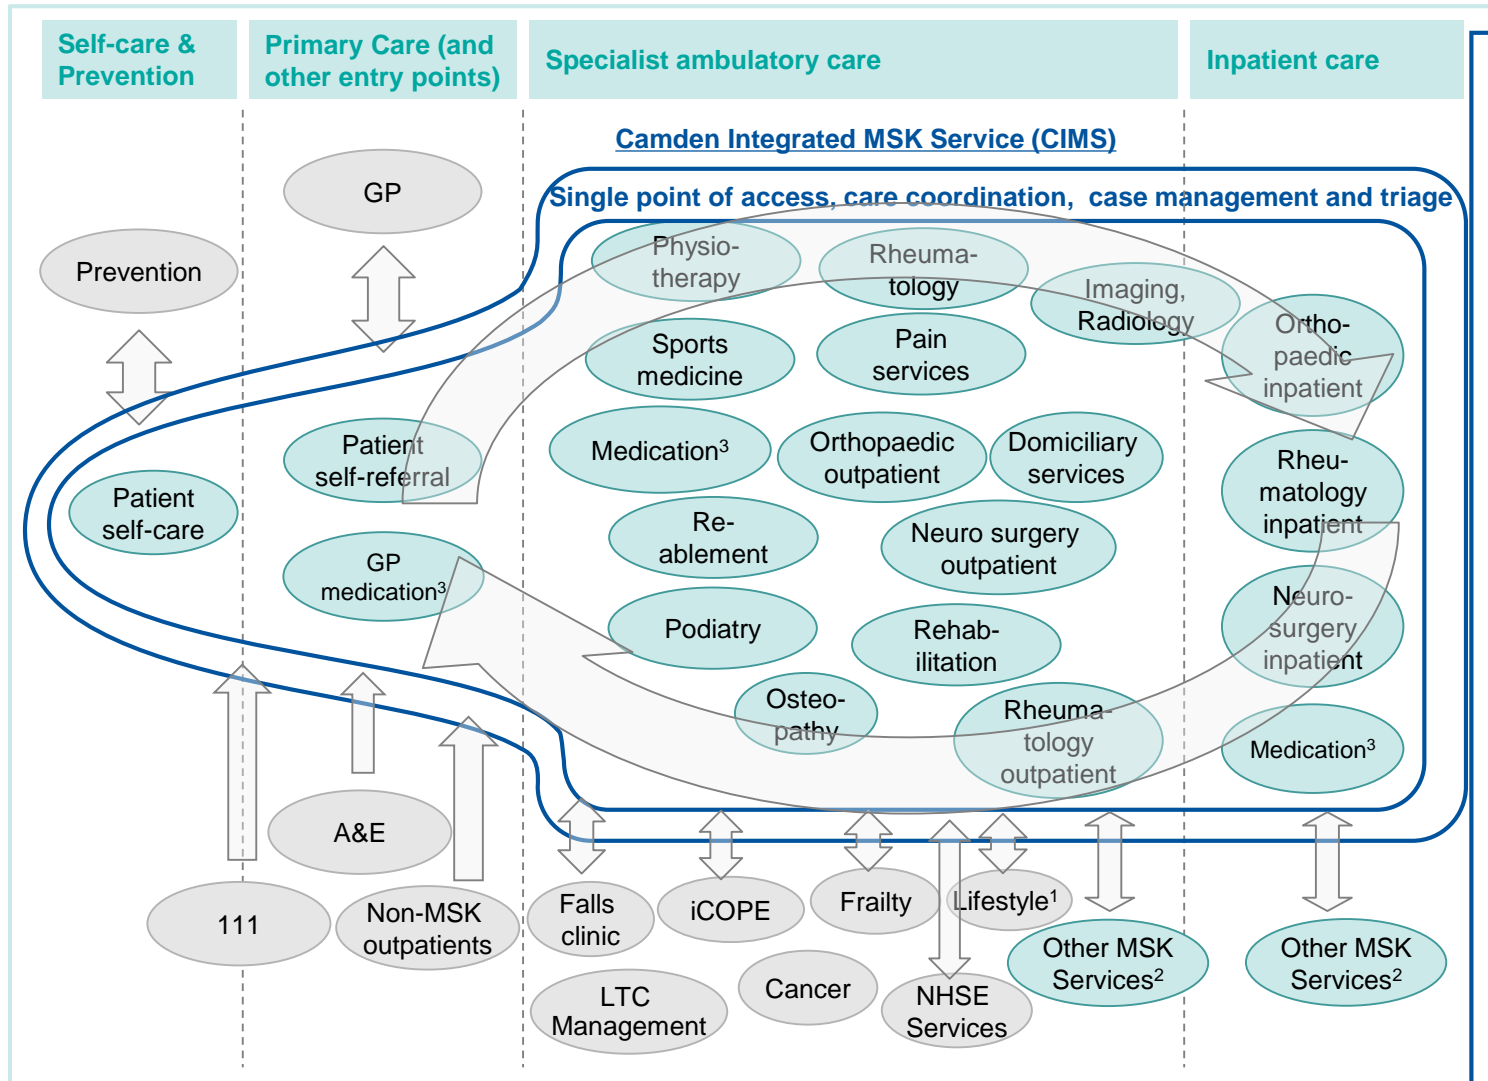 Self-care &
Prevention
Primary Care (and
other entry points)
Specialist ambulatory care
Inpatient care
Camden Integrated MSK Service (CIMS)
Single point of access, care coordination, case management and triage
GP
Prevention
Physio-
therapy
Rheuma-
tology
Imaging,
Radiology
Ortho-
paedic
inpatient
Sports
medicine
Pain
services
Patient
self-referral
Medication³
Orthopaedic
outpatient
Domiciliary
services
Rheu-
matology
inpatient
Patient
self-care
Re-
ablement
Neuro surgery
outpatient
GP
medication³
Neuro-
surgery
inpatient
Podiatry
Rehab-
ilitation
Osteo-
pathy
Rheuma-
tology
outpatient
Medication³
A&E
111
Non-MSK
outpatients
Falls
clinic
iCOPE
Frailty
Lifestyle¹
Other MSK
Services²
Other MSK
Services²
LTC
Management
Cancer
NHSE
Services